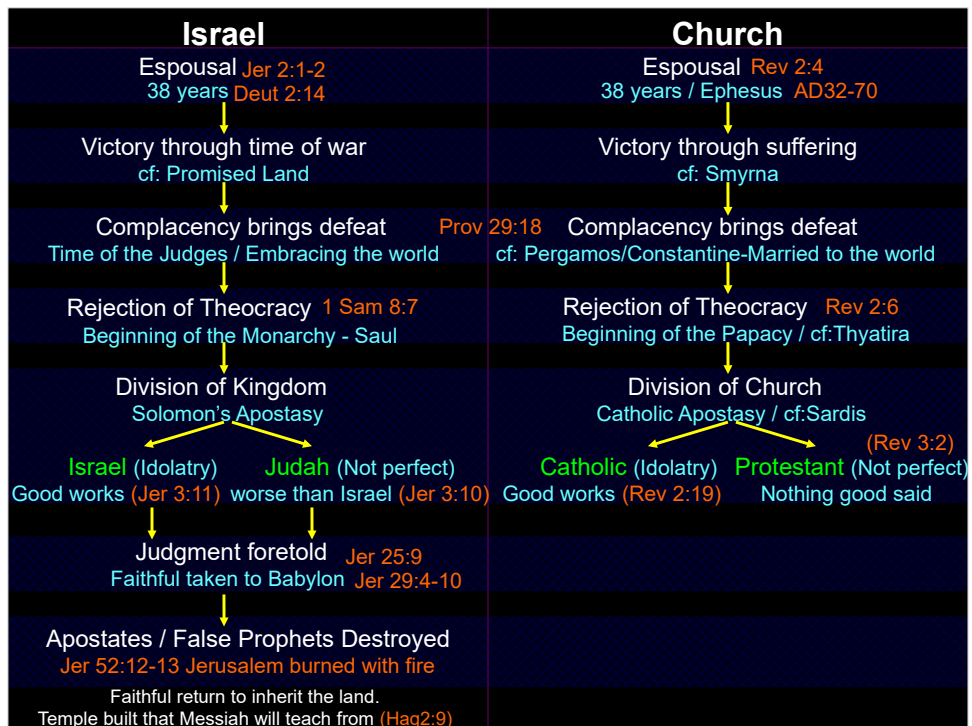 Israel
Espousal Jer 2:1-2
38 years Deut 2:14
Victory through time of war
cf: Promised Land
Complacency brings defeat
Prov 29:18
Time of the Judges / Embracing the world
Rejection of Theocracy 1 Sam 8:7
Beginning of the Monarchy - Saul
Division of Kingdom
Solomon's Apostasy
Israel (Idolatry) Judah (Not perfect)
Good works (Jer 3:11) worse than Israel (Jer 3:10)
Judgment foretold Jer 25:9
Faithful taken to Babylon Jer 29:4-10
Apostates / False Prophets Destroyed
Jer 52:12-13 Jerusalem burned with fire
Faithful return to inherit the land.
Temple built that Messiah will teach from (Hag2:9)
Church
Espousal Rev 2:4
38 years / Ephesus AD32-70
Victory through suffering
cf: Smyrna
Complacency brings defeat
cf: Pergamos/Constantine-Married to the world
Rejection of Theocracy Rev 2:6
Beginning of the Papacy / cf:Thyatira
Division of Church
Catholic Apostasy / cf:Sardis
(Rev 3:2)
Catholic (Idolatry) Protestant (Not perfect)
Good works (Rev 2:19) Nothing good said